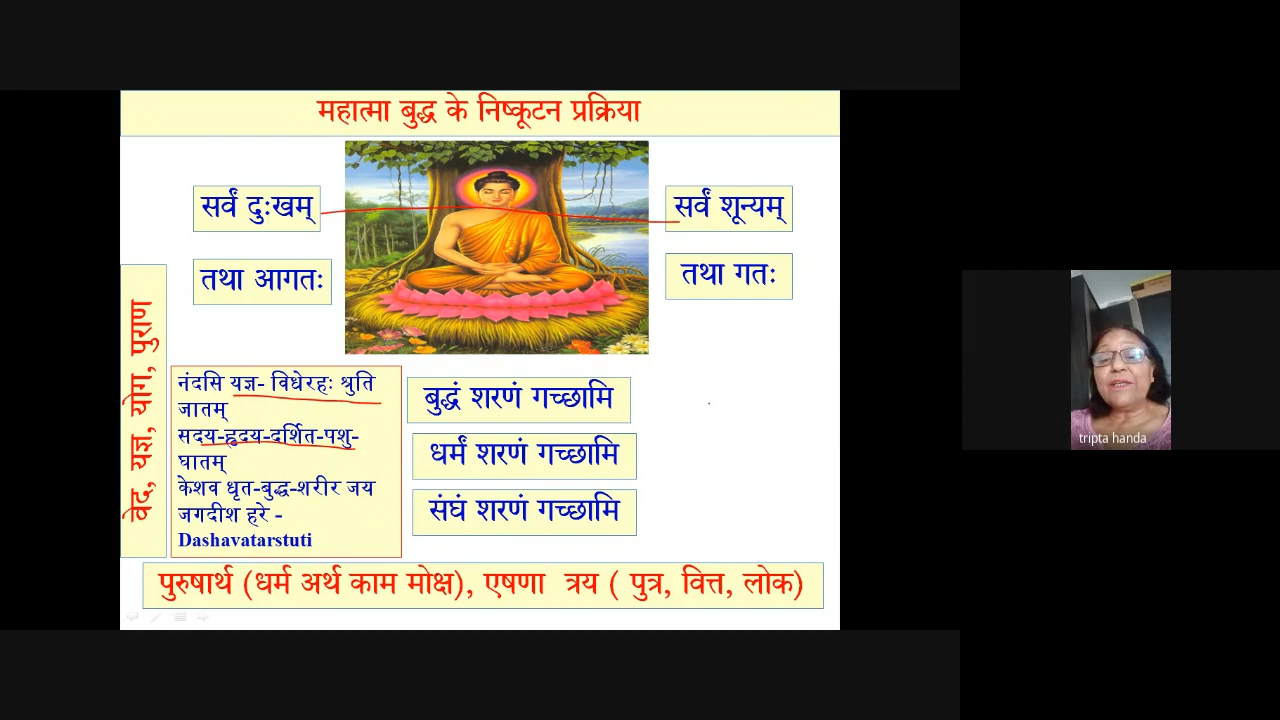 महात्मा बुद्ध के निष्कूटन प्रक्रिया
सर्वं दुःखम्
सर्वं शून्यम्
तथा आगतः
तथा गतः
वेद, यज्ञ, योग, पुराण
नंदसि यज्ञ- विधेरहः श्रुति
जातम्
सदय-हृदय-दर्शित-पशु-
घातम्
केशव धृत-बुद्ध-शरीर जय
जगदीश हरे -
Dashavatarstuti
बुद्धं शरणं गच्छामि
धर्मं शरणं गच्छामि
संघं शरणं गच्छामि
पुरुषार्थ (धर्म अर्थ काम मोक्ष), एषणा त्रय ( पुत्र, वित्त, लोक)
tripta handa